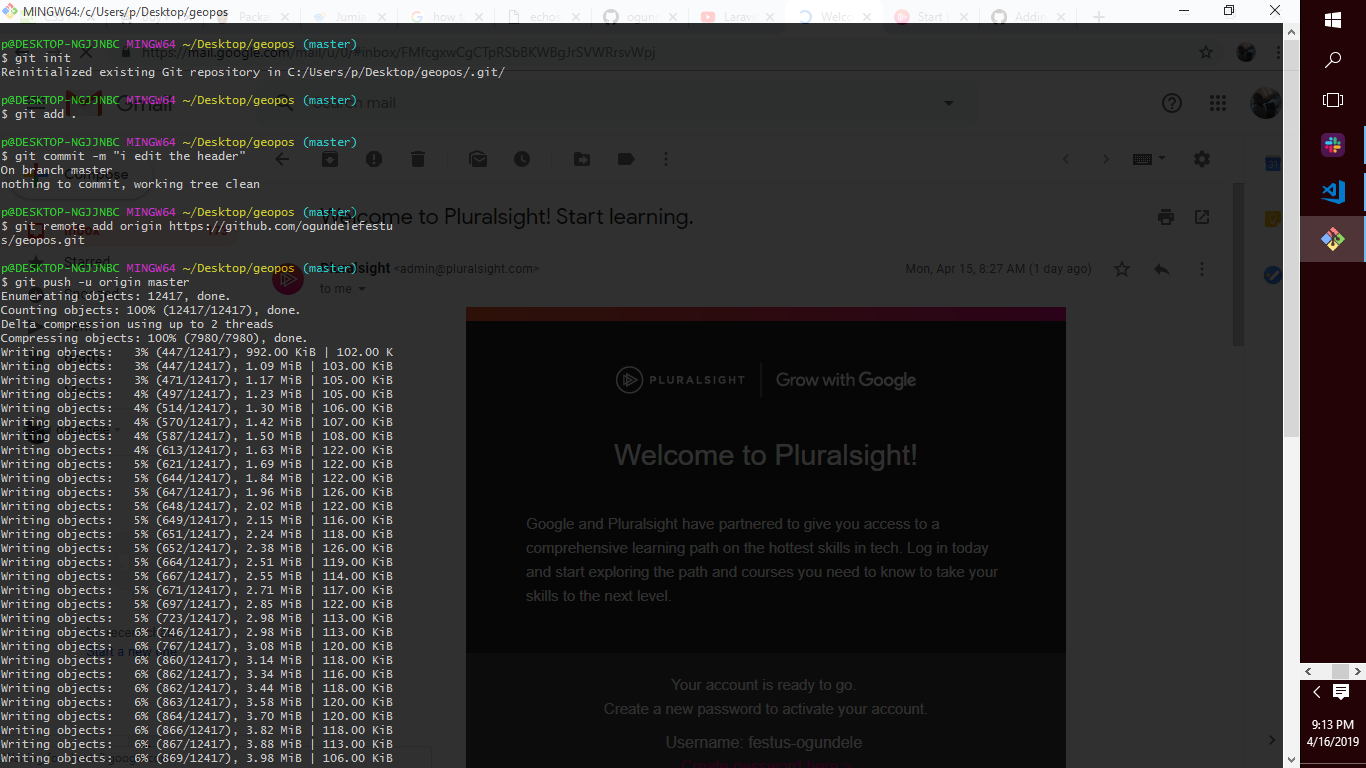 MINGW64:/c/Users/p/Desktop/geopos
p@DESKTOP-NGJJNBC MINGW64 ~/Desktop/geopos (master)
$ git init
Reinitialized existing Git repository in C:/Users/p/Desktop/geopos/.git/
p@DESKTOP-NGJJNBC MINGW64 ~/Desktop/geopos (master)
$ git add .
p@DESKTOP-NGJJNBC MINGW64 ~/Desktop/geopos (master)
$ git commit -m "i edit the header"
On branch master
nothing to commit, working tree clean
p@DESKTOP-NGJJNBC MINGW64 ~/Desktop/geopos (master)
$ git remote add origin https://github.com/ogundelefestu
s/geopos.git
p@DESKTOP-NGJJNBC MINGW64 ~/Desktop/geopos (master)
$ git push -u origin master
Enumerating objects: 12417, done.
Counting objects: 100% (12417/12417), done.
Delta compression using up to 2 threads
Compressing objects: 100% (7980/7980), done.
Writing objects:   3% (447/12417), 992.00 KiB | 102.00 K
Writing objects:   3% (447/12417), 1.09 MiB | 103.00 KiB
Writing objects:   3% (471/12417), 1.17 MiB | 105.00 KiB
Writing objects:   4% (497/12417), 1.23 MiB | 105.00 KiB
Writing objects:   4% (514/12417), 1.30 MiB | 106.00 KiB
Writing objects:   4% (570/12417), 1.42 MiB | 107.00 KiB
Writing objects:   4% (587/12417), 1.50 MiB | 108.00 KiB
Writing objects:   4% (613/12417), 1.63 MiB | 122.00 KiB
Writing objects:   5% (621/12417), 1.69 MiB | 122.00 KiB
Writing objects:   5% (644/12417), 1.84 MiB | 122.00 KiB
Writing objects:   5% (647/12417), 1.96 MiB | 126.00 KiB
Writing objects:   5% (648/12417), 2.02 MiB | 122.00 KiB
Writing objects:   5% (649/12417), 2.15 MiB | 116.00 KiB
Writing objects:   5% (651/12417), 2.24 MiB | 118.00 KiB
Writing objects:   5% (652/12417), 2.38 MiB | 126.00 KiB
Writing objects:   5% (664/12417), 2.51 MiB | 119.00 KiB
Writing objects:   5% (667/12417), 2.55 MiB | 114.00 KiB
Writing objects:   5% (671/12417), 2.71 MiB | 117.00 KiB
Writing objects:   5% (697/12417), 2.85 MiB | 122.00 KiB
Writing objects:   5% (723/12417), 2.98 MiB | 113.00 KiB
Writing objects:   6% (746/12417), 2.98 MiB | 113.00 KiB
Writing objects:   6% (767/12417), 3.08 MiB | 120.00 KiB
Writing objects:   6% (860/12417), 3.14 MiB | 118.00 KiB
Writing objects:   6% (862/12417), 3.34 MiB | 116.00 KiB
Writing objects:   6% (862/12417), 3.44 MiB | 118.00 KiB
Writing objects:   6% (863/12417), 3.58 MiB | 120.00 KiB
Writing objects:   6% (864/12417), 3.70 MiB | 120.00 KiB
Writing objects:   6% (866/12417), 3.82 MiB | 118.00 KiB
Writing objects:   6% (867/12417), 3.88 MiB | 113.00 KiB
Writing objects:   6% (869/12417), 3.98 MiB | 106.00 KiB
Gmail
Compose
Welcome to Pluralsight! Start learning.
Pluralsight <admin@pluralsight.com>
to me
Mon, Apr 15, 8:27 AM (1 day ago)
PLURALSIGHT
Grow with Google
Welcome to Pluralsight!
Google and Pluralsight have partnered to give you access to a
comprehensive learning path on the hottest skills in tech. Log in today
and start exploring the path and courses you need to know to take your
skills to the next level.
Your account is ready to go.
Create a new password to activate your account.
Username: festus-ogundele
9:13 PM
4/16/2019